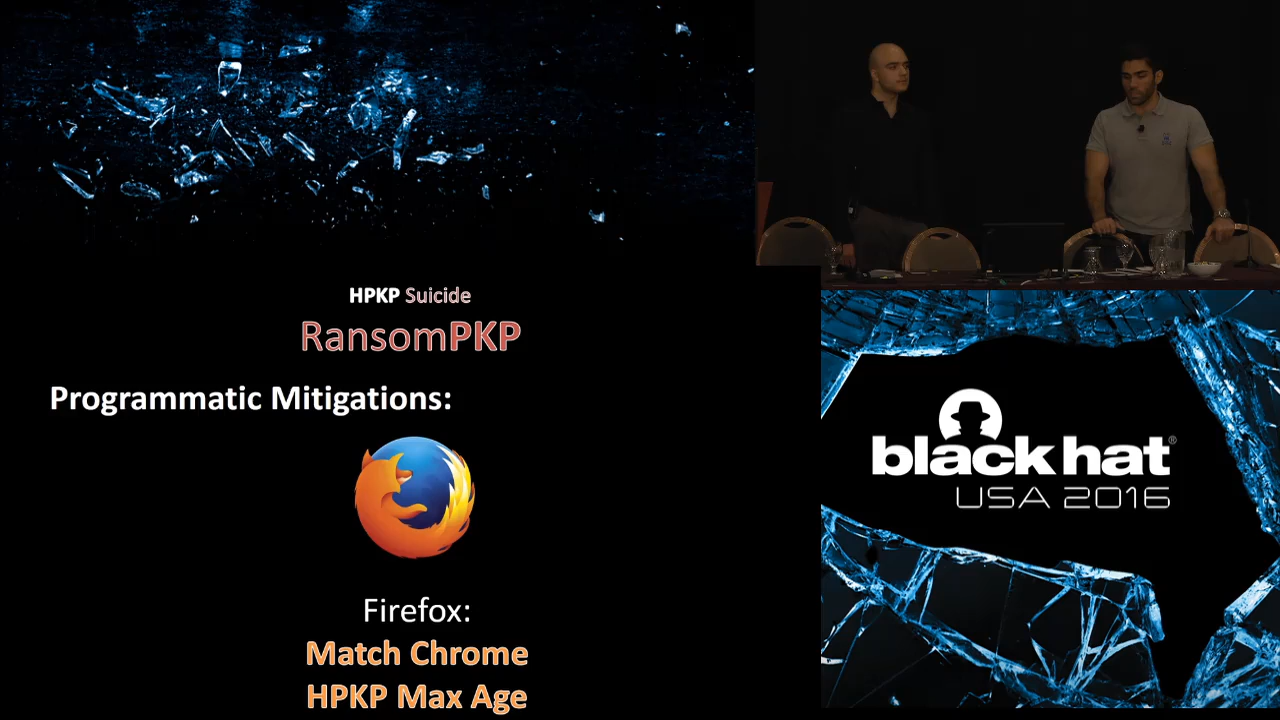 HPKP Suicide
RansomPKP
Programmatic Mitigations:
Firefox:
Match Chrome
HPKP Max Age
black hat®
USA 2016